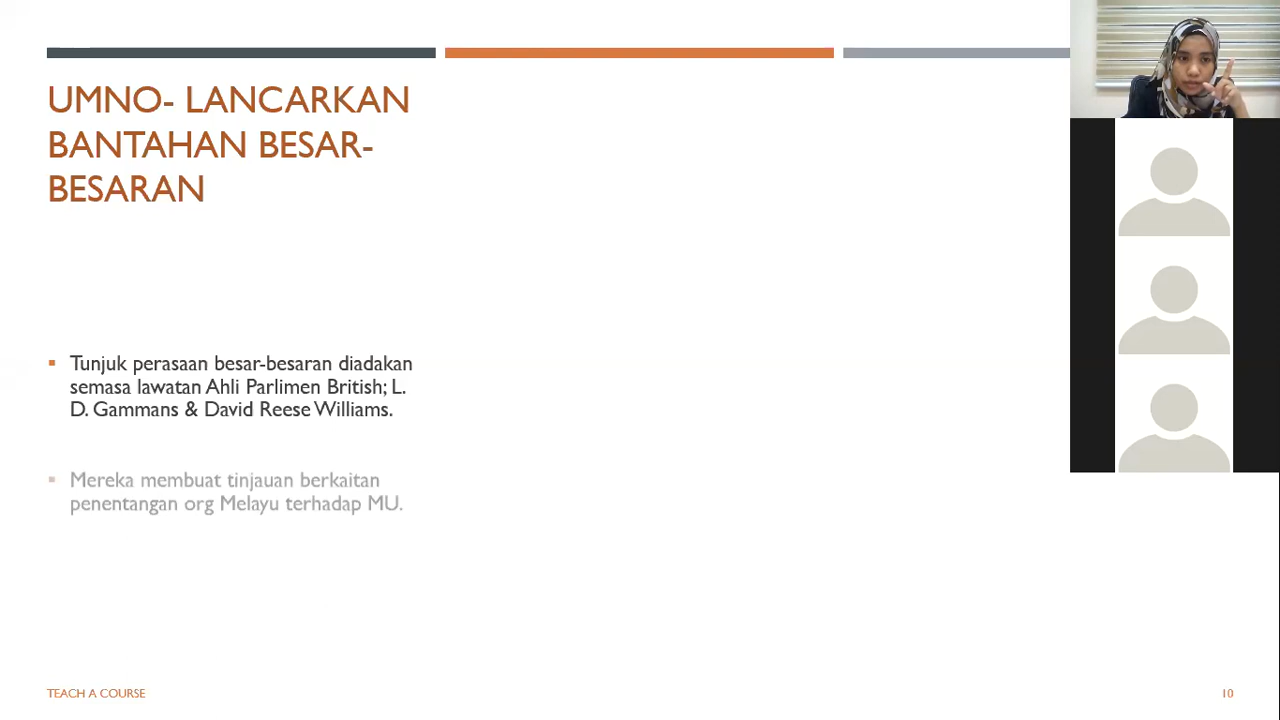 UMNO- LANCARKAN
BANTAHAN BESAR-
BESARAN
Tunjuk perasaan besar-besaran diadakan
semasa lawatan Ahli Parlimen British; L.
D. Gammans & David Reese Williams.
Mereka membuat tinjauan berkaitan
penentangan org Melayu terhadap MU.
TEACH A COURSE
10